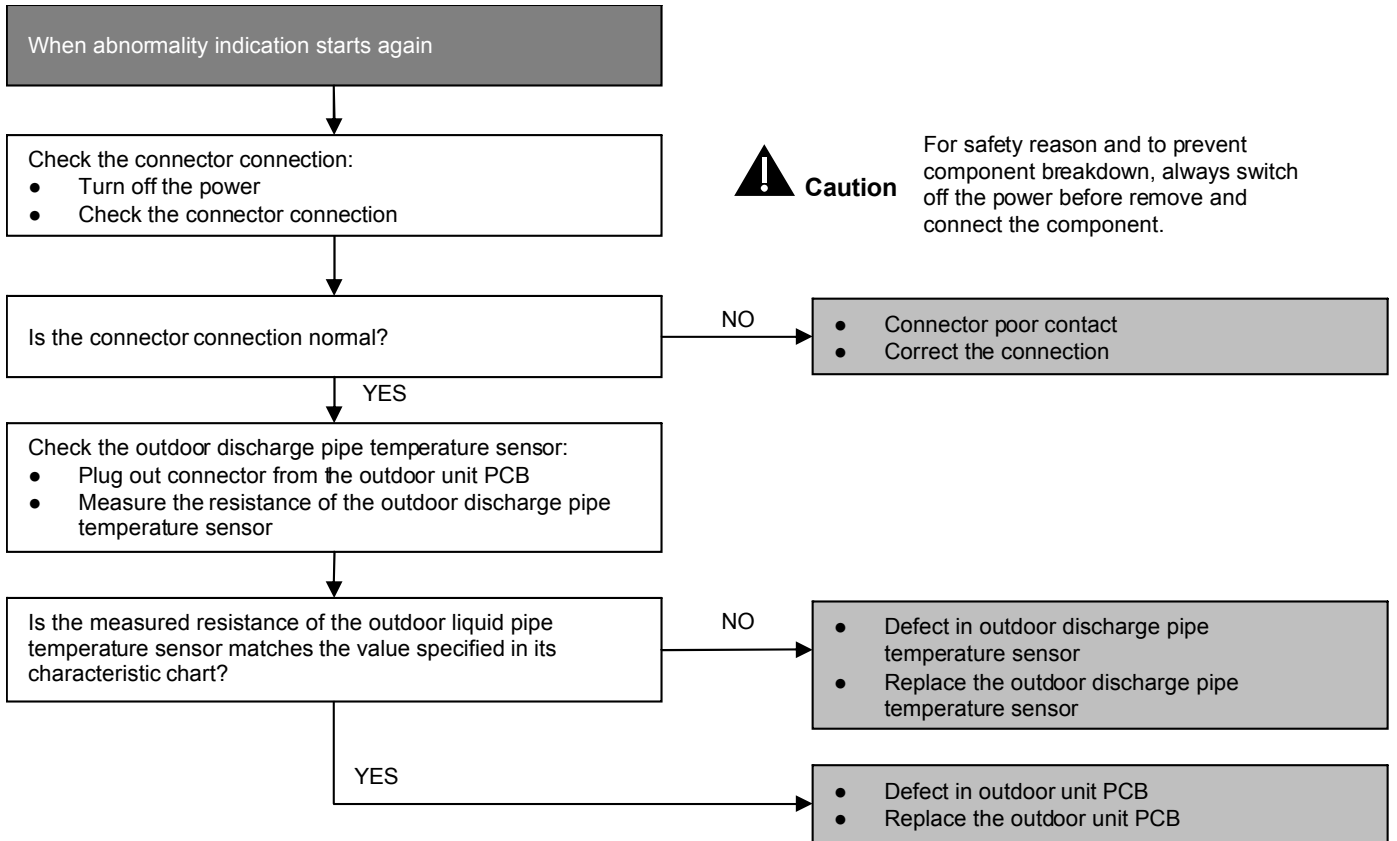 When abnormality indication starts again
Check the connector connection:
● Turn off the power
● Check the connector connection
Caution
For safety reason and to prevent
component breakdown, always switch
off the power before remove and
connect the component.
Is the connector connection normal?
NO
● Connector poor contact
● Correct the connection
YES
Check the outdoor discharge pipe temperature sensor:
● Plug out connector from the outdoor unit PCB
● Measure the resistance of the outdoor discharge pipe
temperature sensor
Is the measured resistance of the outdoor liquid pipe
temperature sensor matches the value specified in its
characteristic chart?
NO
● Defect in outdoor discharge pipe
temperature sensor
● Replace the outdoor discharge pipe
temperature sensor
YES
● Defect in outdoor unit PCB
● Replace the outdoor unit PCB